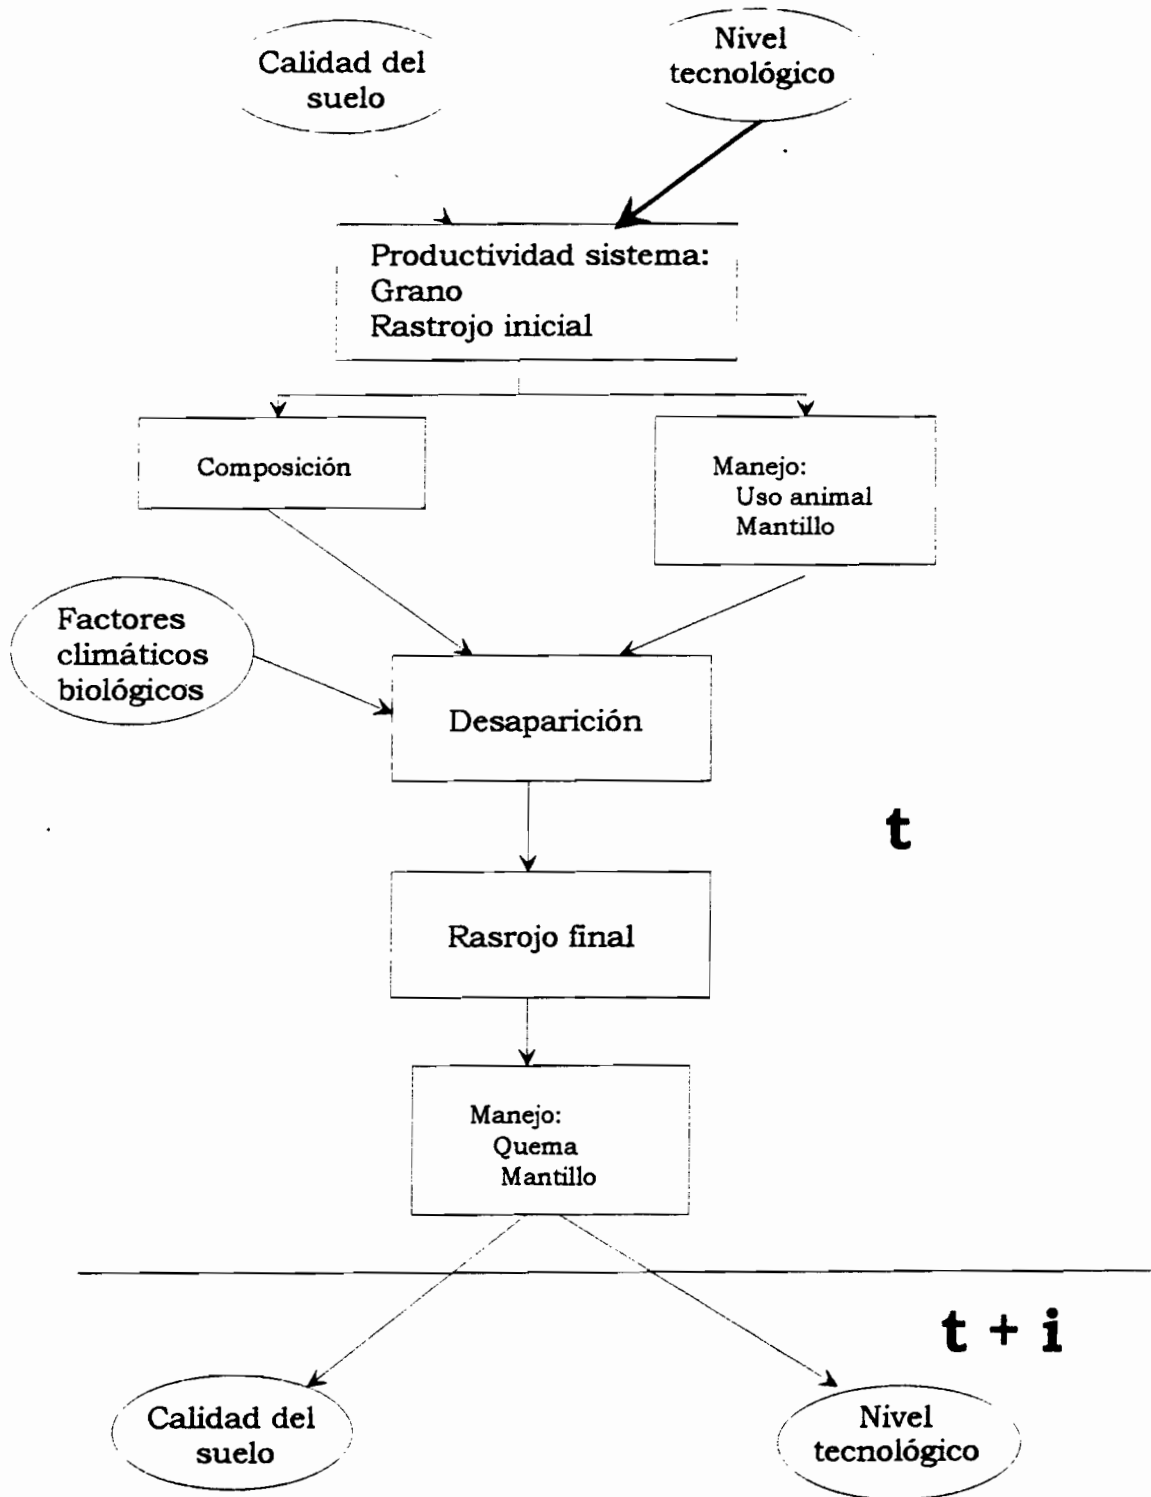 Calidad del
suelo
Nivel
tecnológico
Productividad sistema:
Grano
Rastrojo inicial
Composición
Manejo:
Uso animal
Mantillo
Factores
climáticos
biológicos
Desaparición
t
Rasrojo final
Manejo:
Quema
Mantillo
t + i
Calidad del
suelo
Nivel
tecnológico